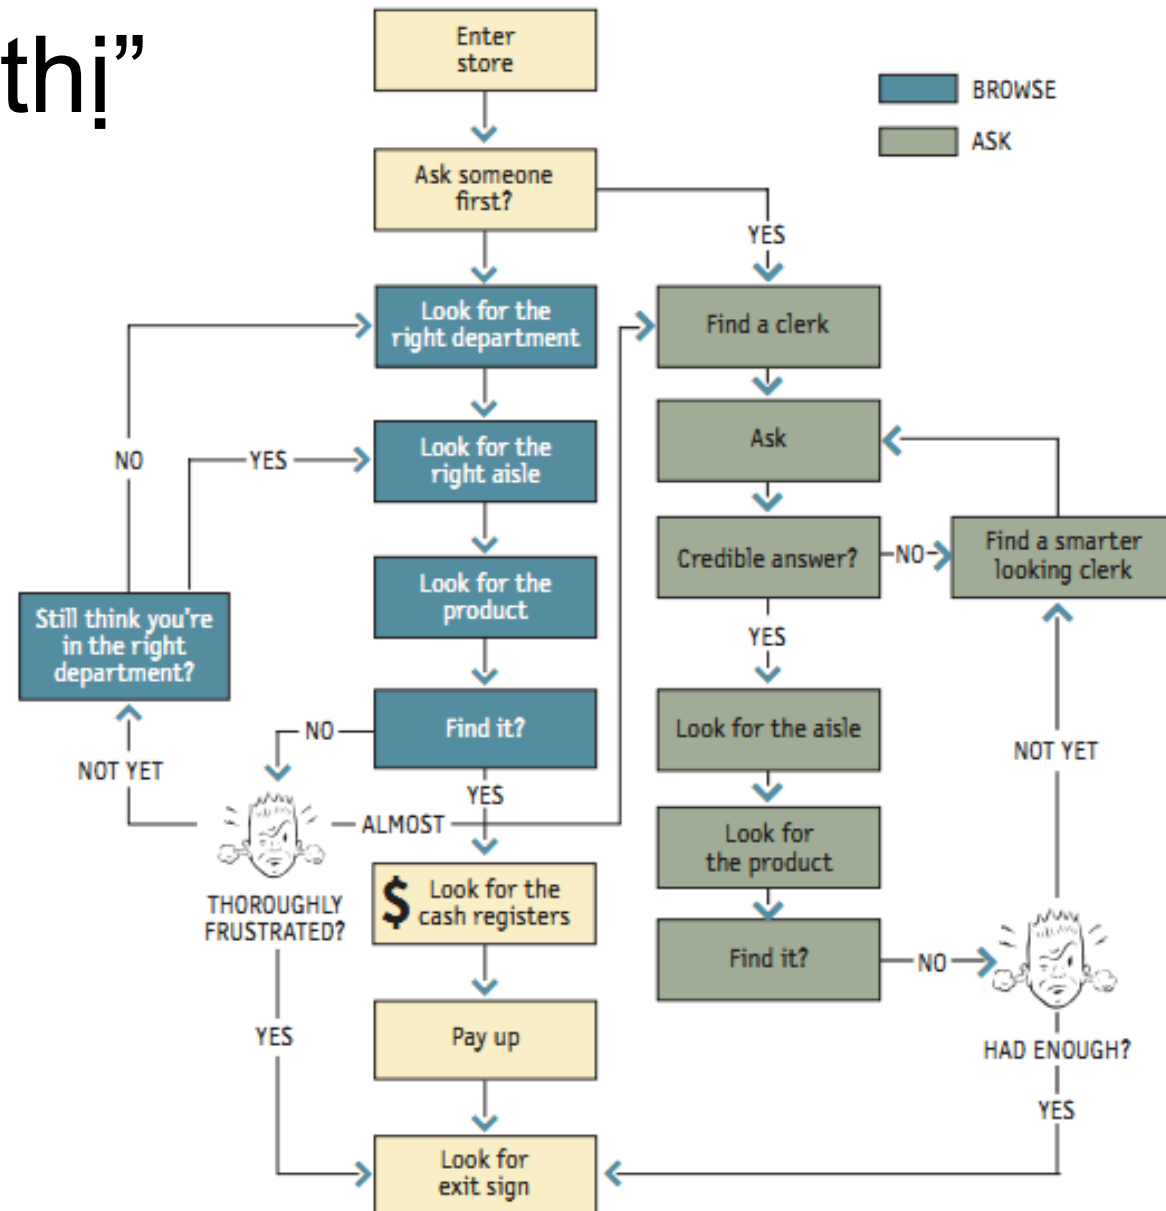 thị”
Enter
store
BROWSE
ASK
Ask someone
first?
YES
Look for the
right department
Find a clerk
Look for the
right aisle
NO
YES
Ask
Look for the
product
Credible answer?
NO
Find a smarter
looking clerk
Still think you're
in the right
department?
YES
Find it?
NO
Look for the aisle
NOT YET
YES
NOT YET
ALMOST
Look for
the product
THOROUGHLY
FRUSTRATED?
$ Look for the
cash registers
Find it?
NO
YES
Pay up
HAD ENOUGH?
YES
Look for
exit sign